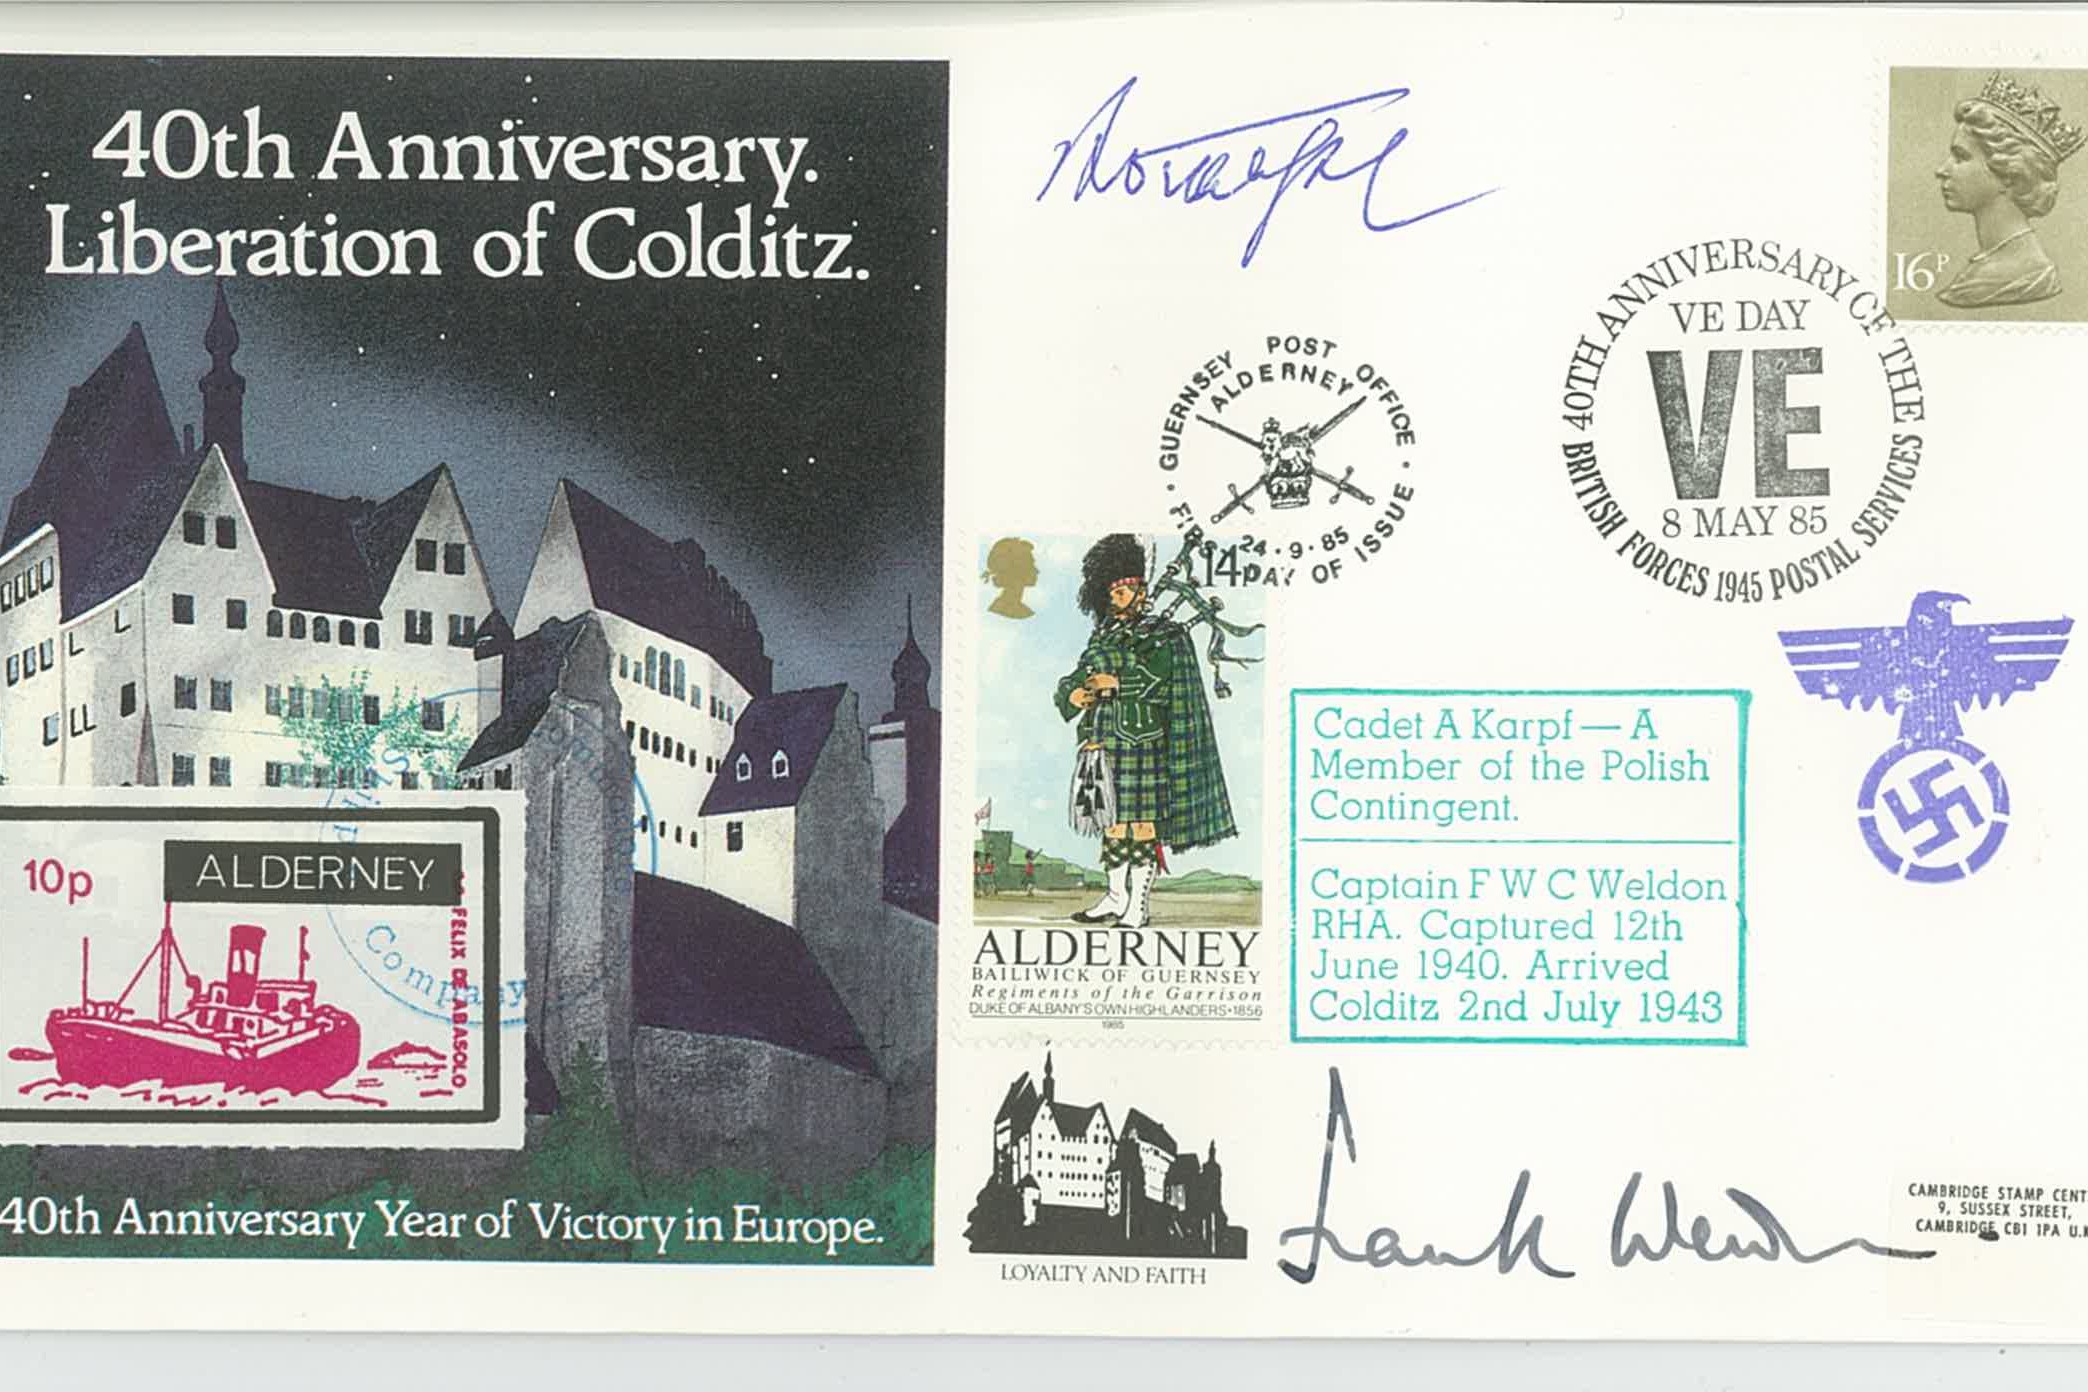 40th Anniversary.
Liberation of Colditz.
10p
ALDERNEY
FELIX DE ABASOLO
Commodore
Shipping
Company
40th Anniversary Year of Victory in Europe.
GUERNSEY POST OFFICE
ALDERNEY
24·9·85
FIRST DAY OF ISSUE
14p
ALDERNEY
BAILIWICK OF GUERNSEY
Regiments of the Garrison
DUKE OF ALBANY'S OWN HIGHLANDERS·1856
1985
LOYALTY AND FAITH
16P
40TH ANNIVERSARY OF THE
VE DAY
VE
8 MAY 85
BRITISH FORCES 1945 POSTAL SERVICES
Cadet A Karpf — A
Member of the Polish
Contingent.
Captain F W C Weldon
RHA. Captured 12th
June 1940. Arrived
Colditz 2nd July 1943
Frank Weldon
CAMBRIDGE STAMP CENT
9, SUSSEX STREET,
CAMBRIDGE CB1 1PA U.K